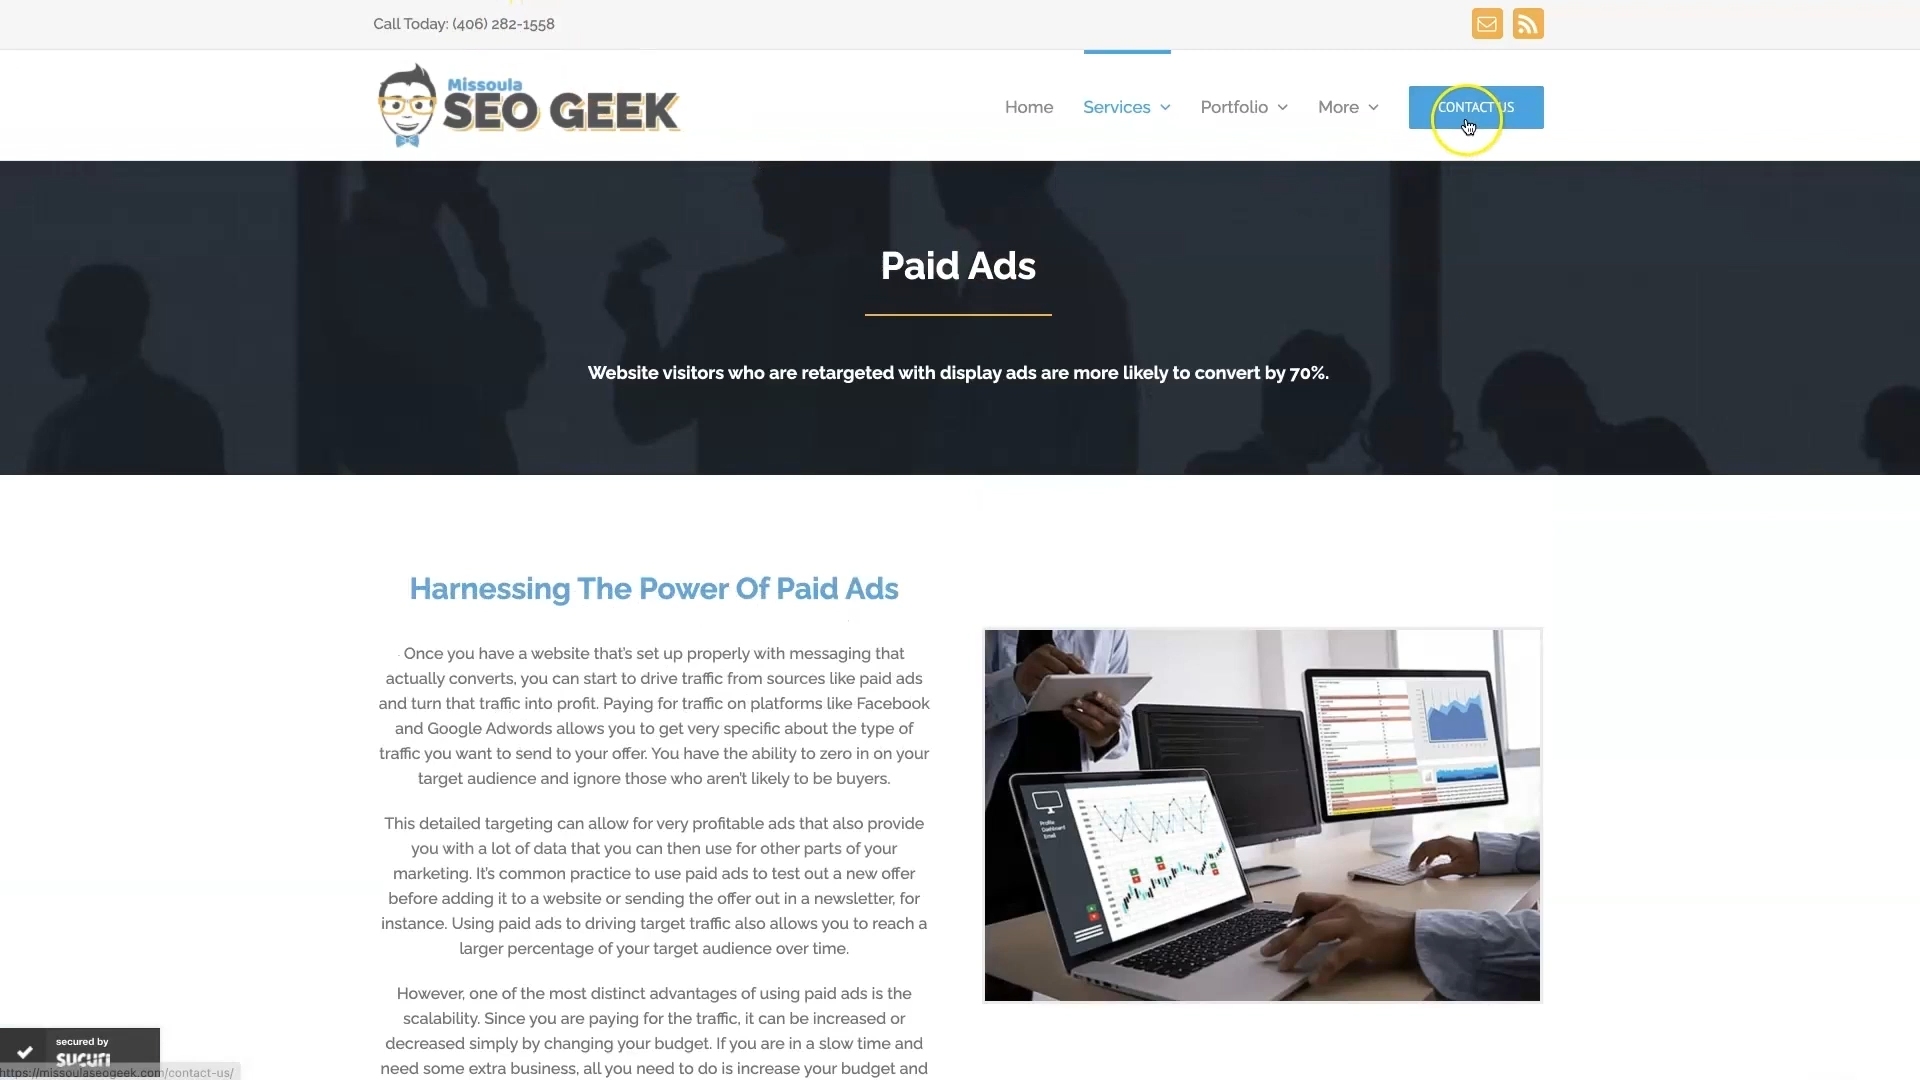 Call Today: (406) 282-1558
Missoula
SEO GEEK
Home
Services
Portfolio
More
CONTACT US
Paid Ads
Website visitors who are retargeted with display ads are more likely to convert by 70%.
Harnessing The Power Of Paid Ads
Once you have a website that's set up properly with messaging that
actually converts, you can start to drive traffic from sources like paid ads
and turn that traffic into profit. Paying for traffic on platforms like Facebook
and Google Adwords allows you to get very specific about the type of
traffic you want to send to your offer. You have the ability to zero in on your
target audience and ignore those who aren't likely to be buyers.
This detailed targeting can allow for very profitable ads that also provide
you with a lot of data that you can then use for other parts of your
marketing. It's common practice to use paid ads to test out a new offer
before adding it to a website or sending the offer out in a newsletter, for
instance. Using paid ads to driving target traffic also allows you to reach a
larger percentage of your target audience over time.
However, one of the most distinct advantages of using paid ads is the
scalability. Since you are paying for the traffic, it can be increased or
decreased simply by changing your budget. If you are in a slow time and
need some extra business, all you need to do is increase your budget and
Profile
Dashboard
Email
secured by
sucuri
https://missoulaseogeek.com/contact-us/